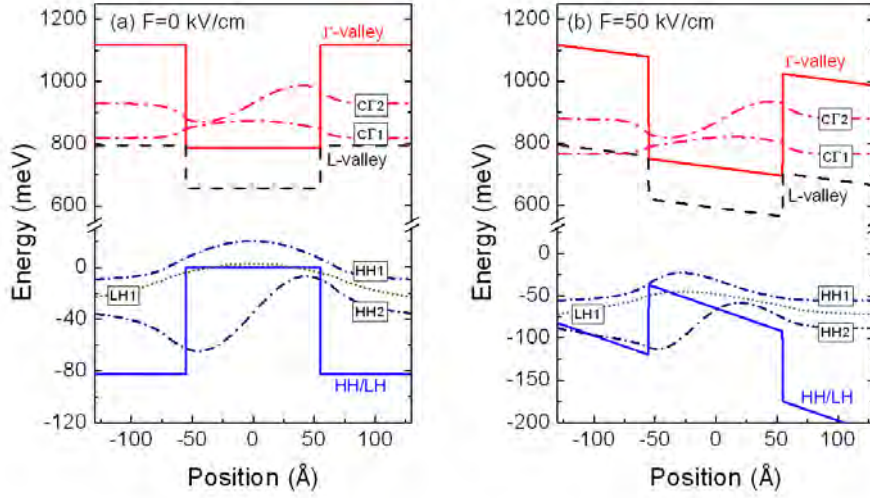 (a) F=0 kV/cm
Γ-valley
CΓ2
CΓ1
L-valley
LH1
HH1
HH2
HH/LH
Energy (meV)
1200
1000
800
600
0
-40
-80
-120
-100
-50
0
50
100
Position (Å)
(b) F=50 kV/cm
Γ-valley
CΓ2
CΓ1
L-valley
LH1
HH1
HH2
HH/LH
Energy (meV)
1200
1000
800
600
0
-50
-100
-150
-200
-100
-50
0
50
100
Position (Å)